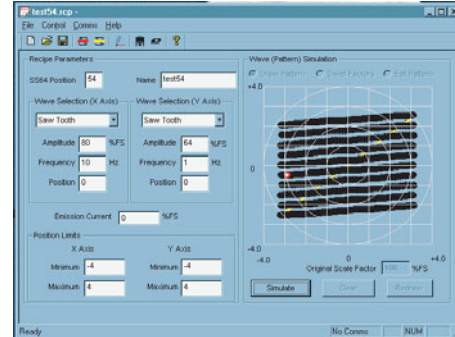 test54.rcp -
File Control Comms Help
Recipe Parameters
SS64 Position 54 Name test54
Wave Selection (X Axis) Wave Selection (Y Axis)
Saw Tooth Saw Tooth
Amplitude 80 %FS Amplitude 64 %FS
Frequency 10 Hz Frequency 1 Hz
Position 0 Position 0
Emission Current 0 %FS
Position Limits
X Axis Y Axis
Minimum -4 Minimum -4
Maximum 4 Maximum 4
Wave (Pattern) Simulation
Draw Pattern Dwell Factors Edit Pattern
+4.0
0
-4.0
-4.0 0 +4.0
Original Scale Factor 100 %FS
Simulate Clear Redraw
Ready No Comms NUM